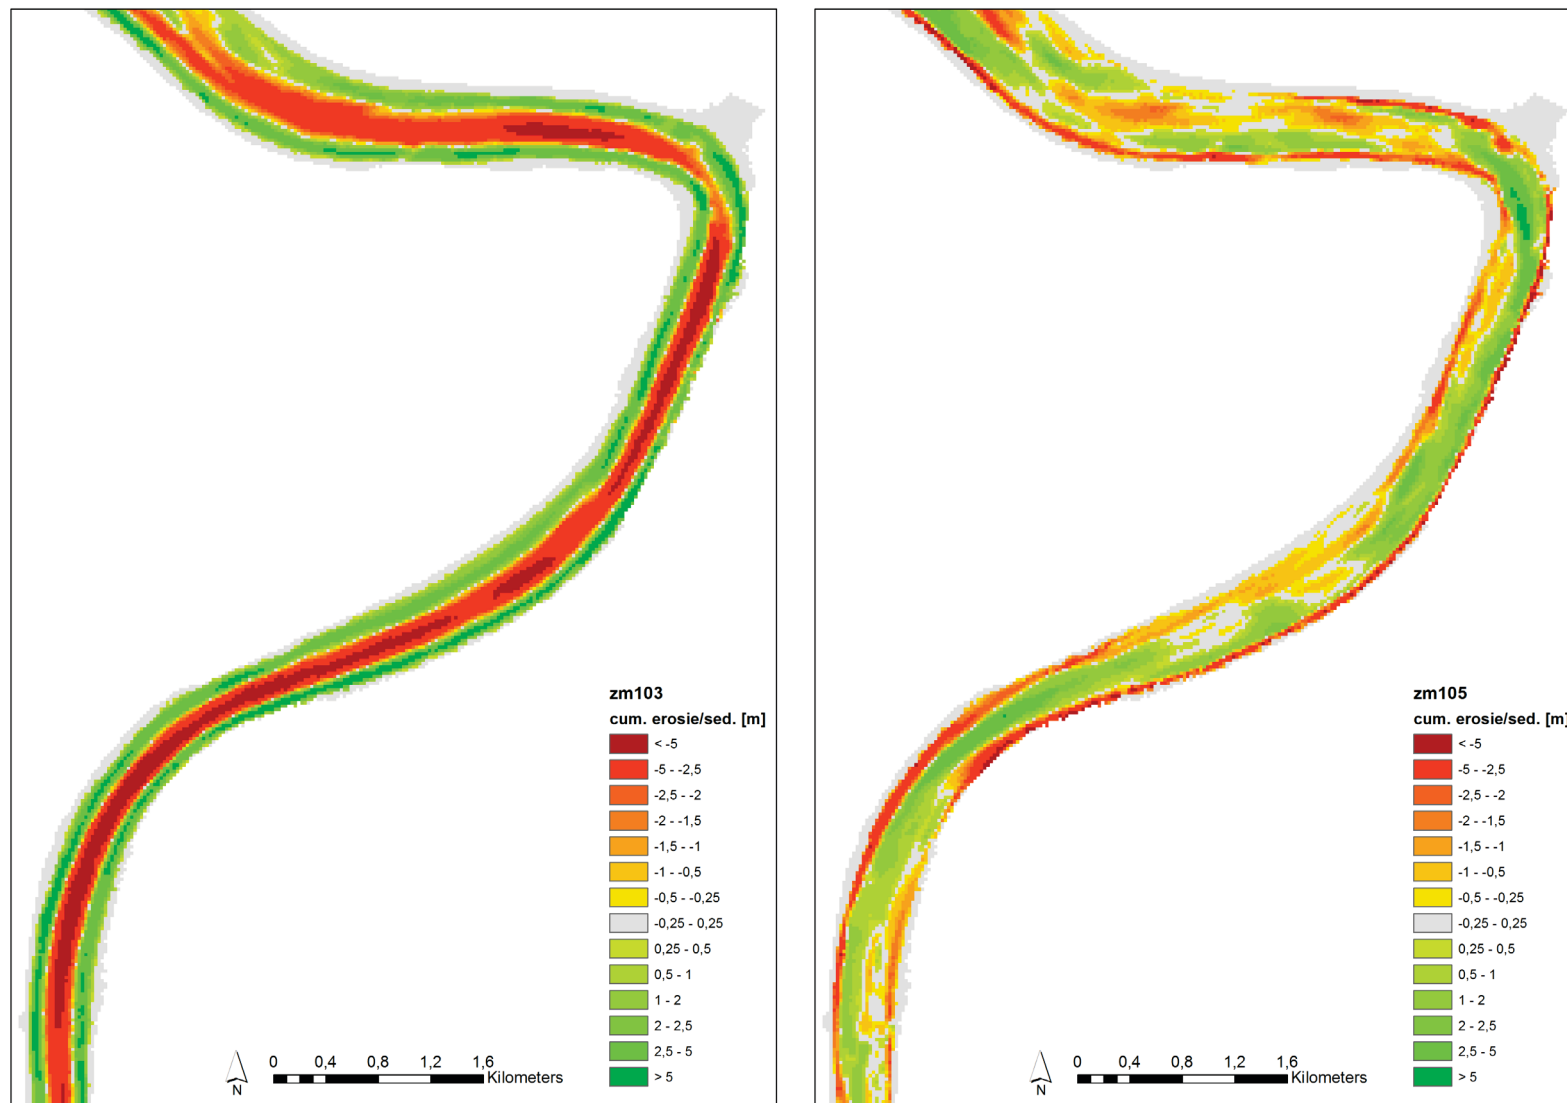 zm103
cum. erosie/sed. [m]
< -5
-5 - -2,5
-2,5 - -2
-2 - -1,5
-1,5 - -1
-1 - -0,5
-0,5 - -0,25
-0,25 - 0,25
0,25 - 0,5
0,5 - 1
1 - 2
2 - 2,5
2,5 - 5
> 5
N
0 0,4 0,8 1,2 1,6
Kilometers
zm105
cum. erosie/sed. [m]
< -5
-5 - -2,5
-2,5 - -2
-2 - -1,5
-1,5 - -1
-1 - -0,5
-0,5 - -0,25
-0,25 - 0,25
0,25 - 0,5
0,5 - 1
1 - 2
2 - 2,5
2,5 - 5
> 5
N
0 0,4 0,8 1,2 1,6
Kilometers